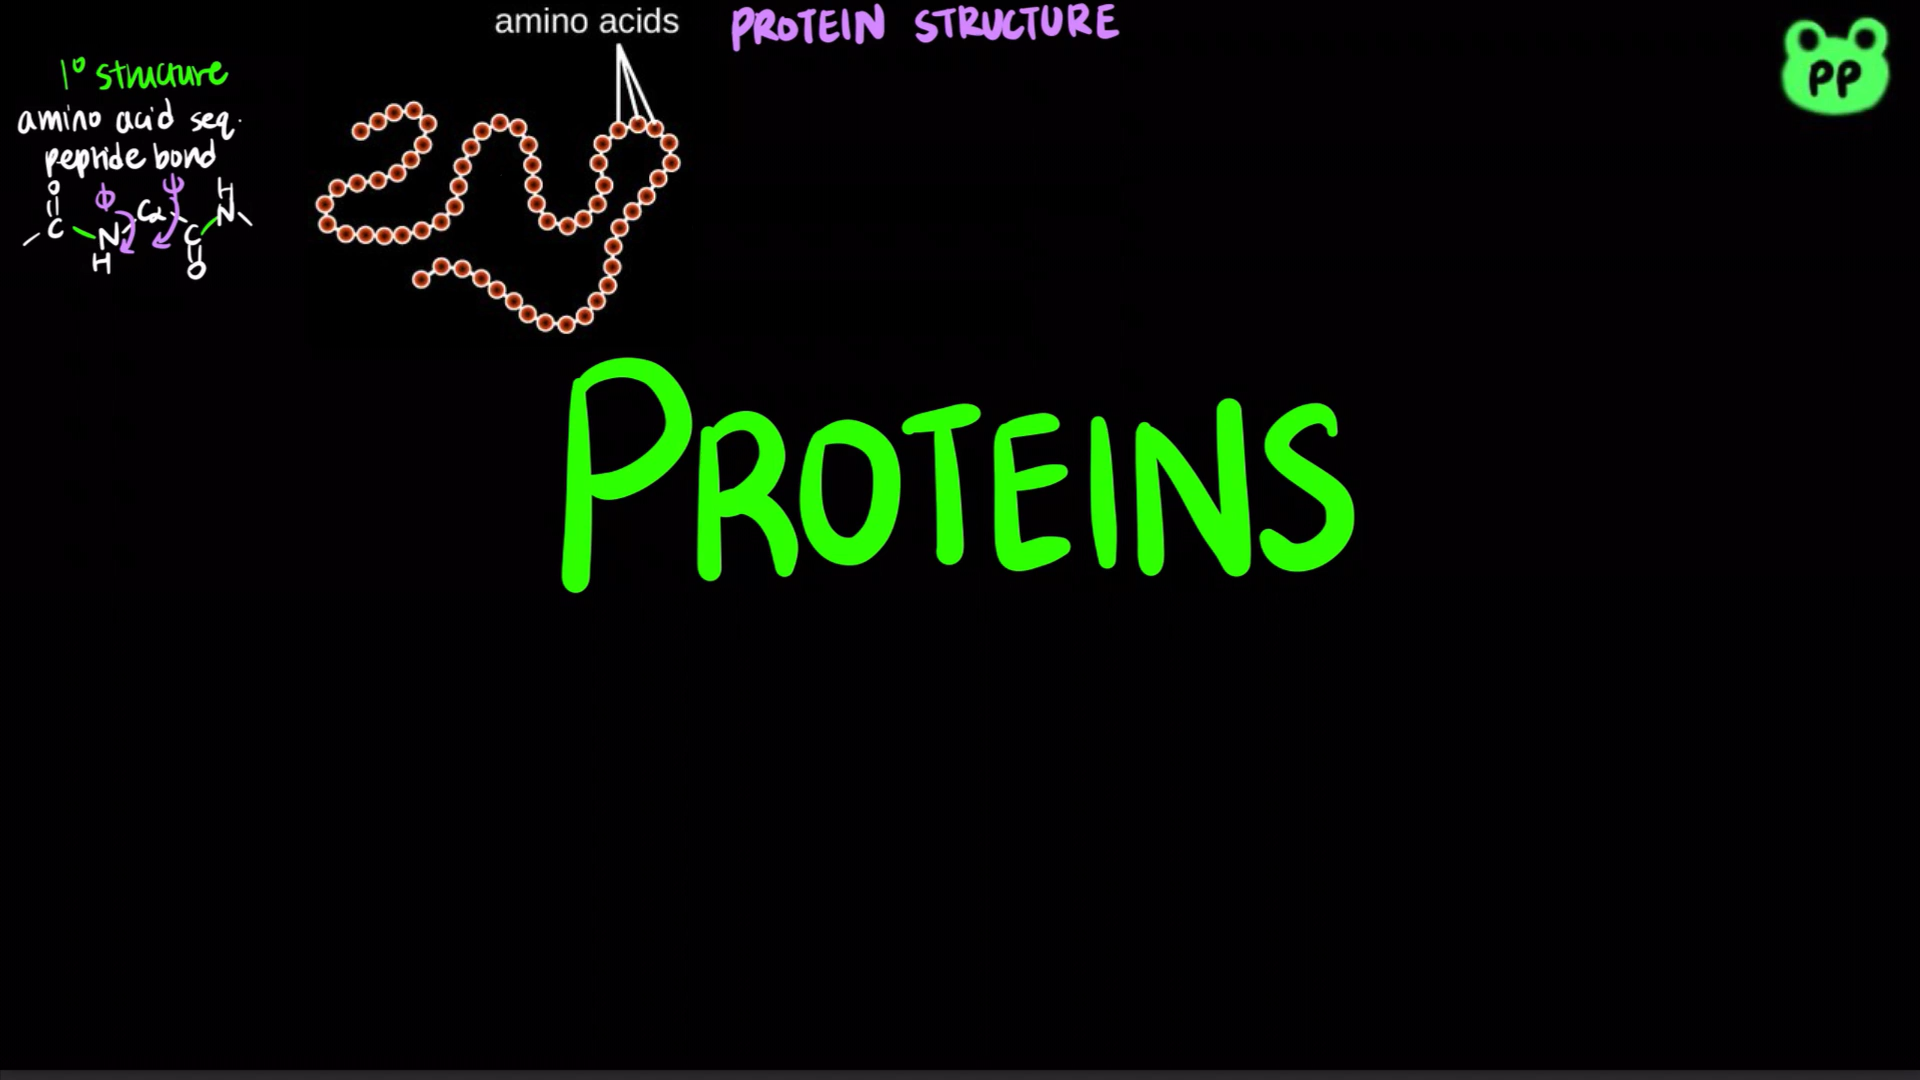 amino acids
PROTEIN STRUCTURE
PP
1° structure
amino acid seq.
peptide bond
O
C
N
H
Φ
Cα
ψ
C
O
H
N
PROTEINS